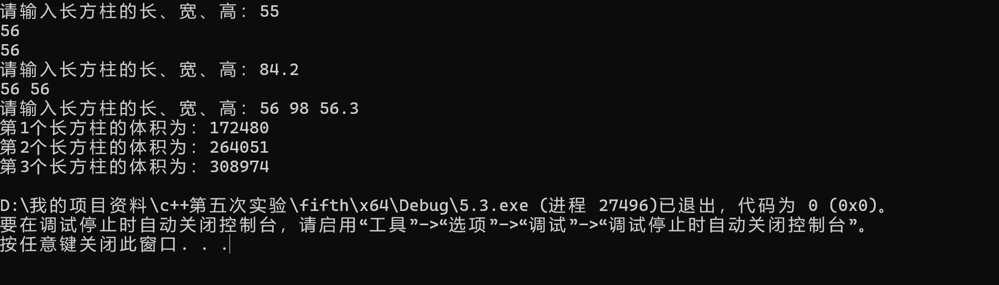 请输入长方柱的长、宽、高：55
56
56
请输入长方柱的长、宽、高：84.2
56 56
请输入长方柱的长、宽、高：56 98 56.3
第1个长方柱的体积为：172480
第2个长方柱的体积为：264051
第3个长方柱的体积为：308974
D:\我的项目资料\c++第五次实验\fifth\x64\Debug\5.3.exe (进程 27496)已退出，代码为 0 (0x0)。
要在调试停止时自动关闭控制台，请启用“工具”->“选项”->“调试”->“调试停止时自动关闭控制台”。
按任意键关闭此窗口. . .